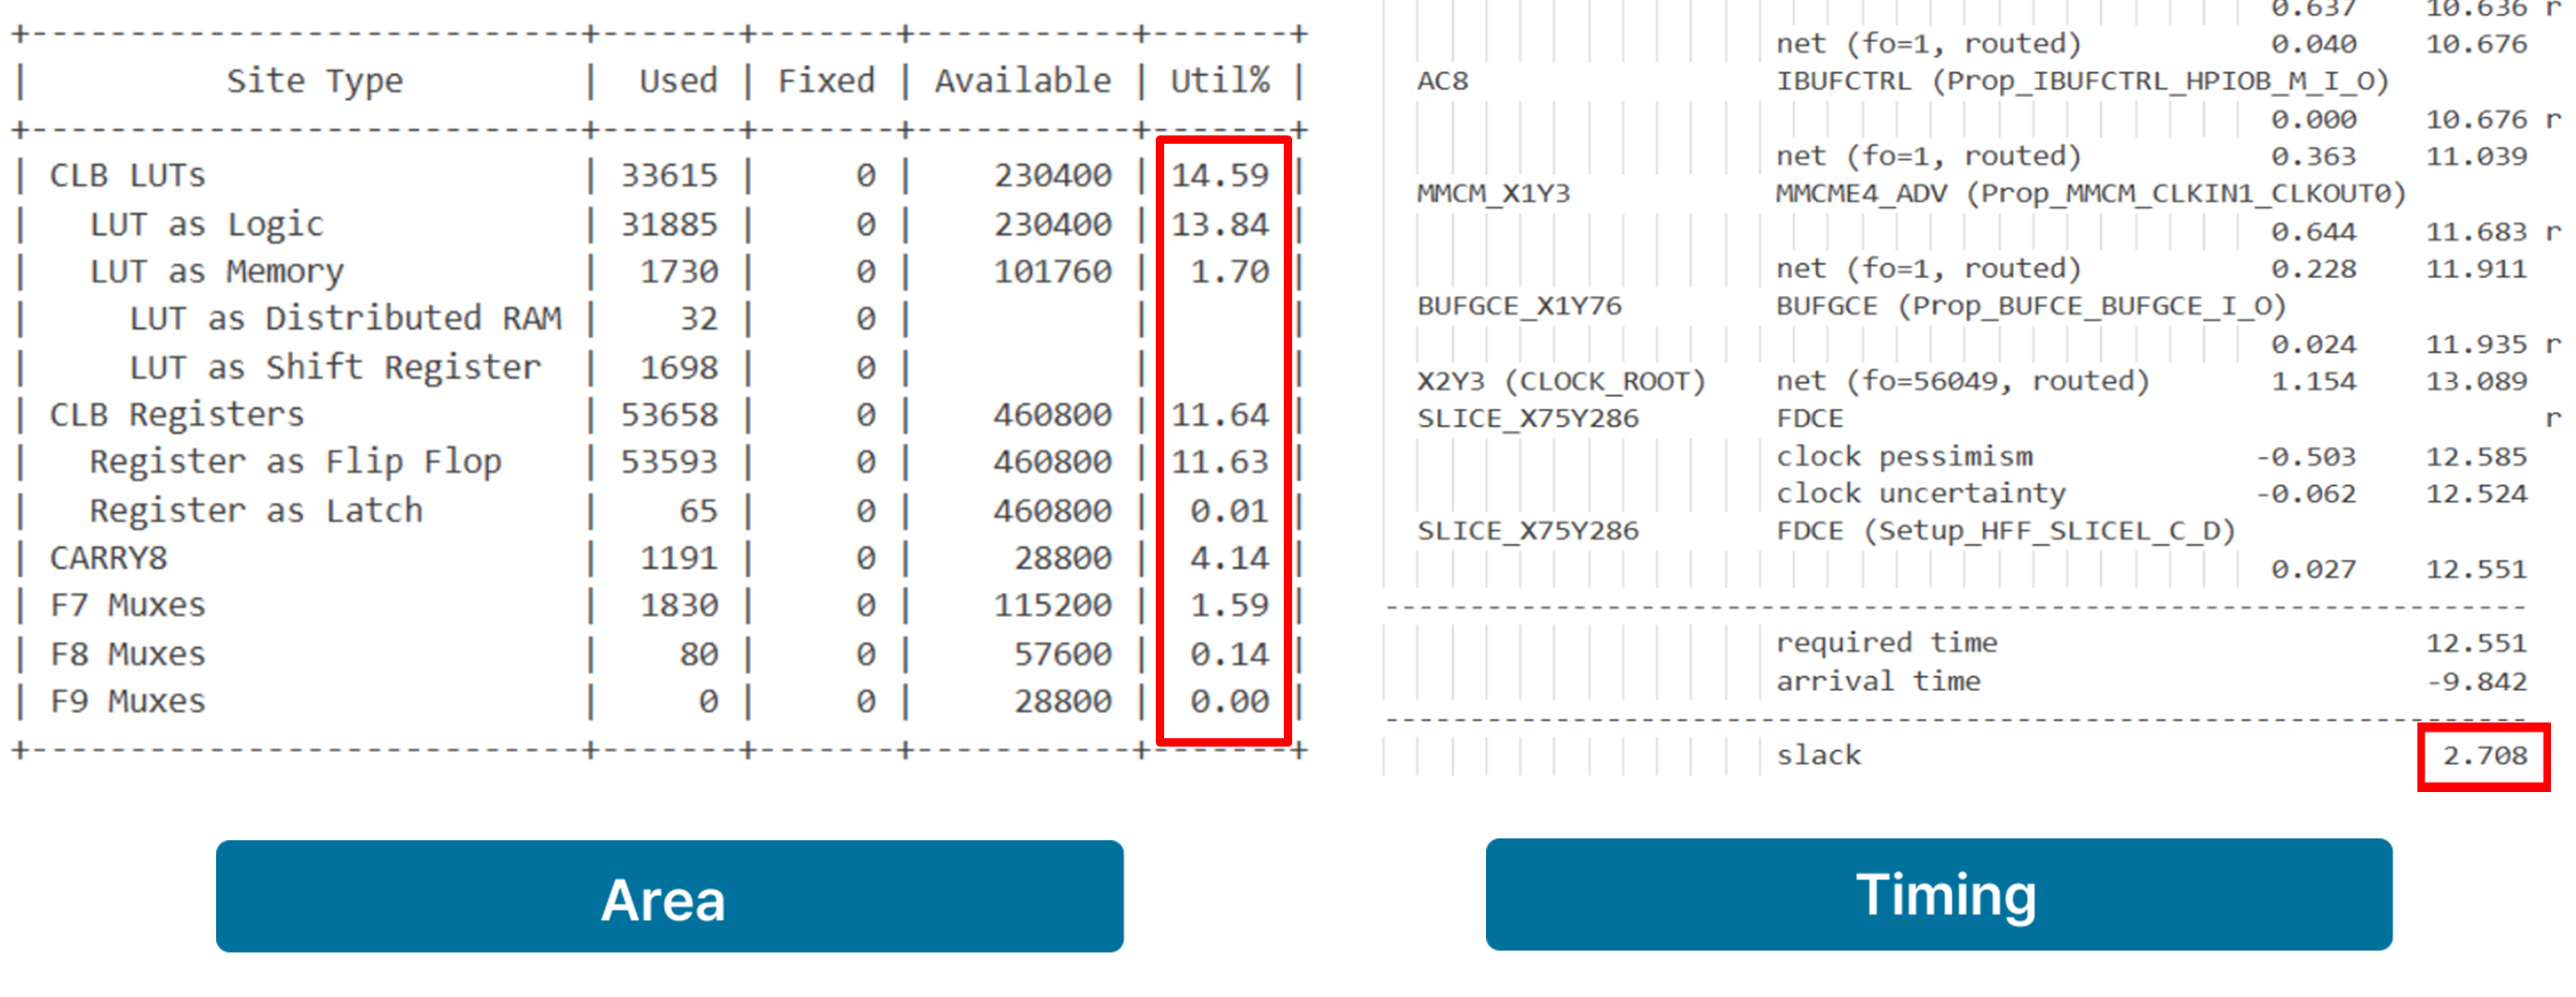 +----------------------------+-------+-------+-----------+-------+
|          Site Type         |  Used | Fixed | Available | Util% |
+----------------------------+-------+-------+-----------+-------+
| CLB LUTs                   | 33615 |     0 |    230400 | 14.59 |
|   LUT as Logic             | 31885 |     0 |    230400 | 13.84 |
|   LUT as Memory            |  1730 |     0 |    101760 |  1.70 |
|     LUT as Distributed RAM |    32 |     0 |           |       |
|     LUT as Shift Register  |  1698 |     0 |           |       |
| CLB Registers              | 53658 |     0 |    460800 | 11.64 |
|   Register as Flip Flop    | 53593 |     0 |    460800 | 11.63 |
|   Register as Latch        |    65 |     0 |    460800 |  0.01 |
| CARRY8                     |  1191 |     0 |     28800 |  4.14 |
| F7 Muxes                   |  1830 |     0 |    115200 |  1.59 |
| F8 Muxes                   |    80 |     0 |     57600 |  0.14 |
| F9 Muxes                   |     0 |     0 |     28800 |  0.00 |
+----------------------------+-------+-------+-----------+-------+
Area
0.637 10.636 r
net (fo=1, routed) 0.040 10.676
AC8 IBUFCTRL (Prop_IBUFCTRL_HPIOB_M_I_O)
0.000 10.676 r
net (fo=1, routed) 0.363 11.039
MMCM_X1Y3 MMCME4_ADV (Prop_MMCM_CLKIN1_CLKOUT0)
0.644 11.683 r
net (fo=1, routed) 0.228 11.911
BUFGCE_X1Y76 BUFGCE (Prop_BUFCE_BUFGCE_I_O)
0.024 11.935 r
X2Y3 (CLOCK_ROOT) net (fo=56049, routed) 1.154 13.089
SLICE_X75Y286 FDCE r
clock pessimism -0.503 12.585
clock uncertainty -0.062 12.524
SLICE_X75Y286 FDCE (Setup_HFF_SLICEL_C_D)
0.027 12.551
-------------------------------------------------------------------
required time 12.551
arrival time -9.842
-------------------------------------------------------------------
slack 2.708
Timing